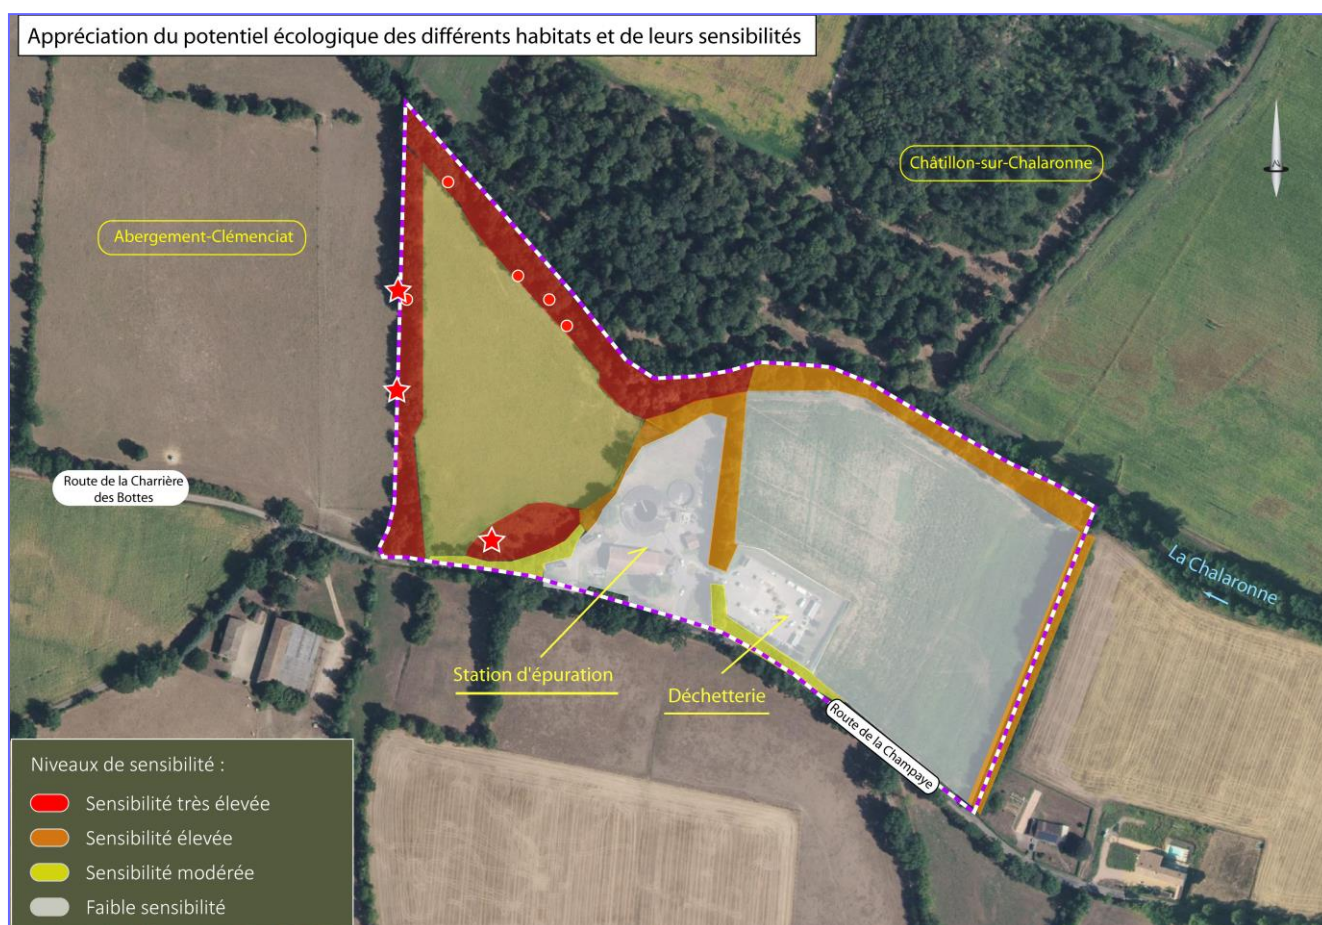 Appréciation du potentiel écologique des différents habitats et de leurs sensibilités
Châtillon-sur-Chalaronne
Abergement-Clémenciat
Route de la Charrière
des Bottes
La Chalaronne
Station d'épuration
Déchetterie
Route de la Champaye
Niveaux de sensibilité :
Sensibilité très élevée
Sensibilité élevée
Sensibilité modérée
Faible sensibilité